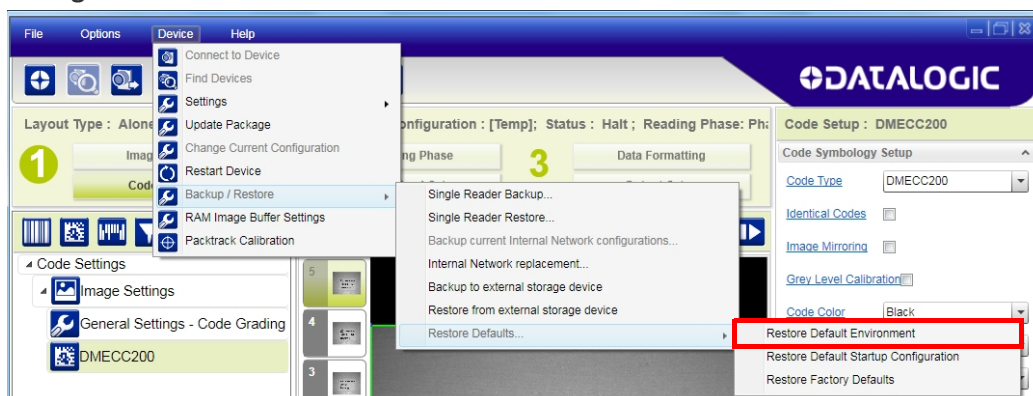 File Options Device Help
Connect to Device
Find Devices
Settings
Update Package
Change Current Configuration
Restart Device
Backup / Restore
RAM Image Buffer Settings
Packtrack Calibration
DATALOGIC
Layout Type : Alone
onfiguration : [Temp]; Status : Halt ; Reading Phase: Pha
1
Imag
ng Phase
3
Data Formatting
Code
Single Reader Backup...
Single Reader Restore...
Backup current Internal Network configurations...
Internal Network replacement...
Backup to external storage device
Restore from external storage device
Restore Defaults...
Restore Default Environment
Restore Default Startup Configuration
Restore Factory Defaults
Code Settings
Image Settings
General Settings - Code Grading
DMECC200
5
4
3
Code Setup : DMECC200
Code Symbology Setup
Code Type DMECC200
Identical Codes
Image Mirroring
Grey Level Calibration
Code Color Black